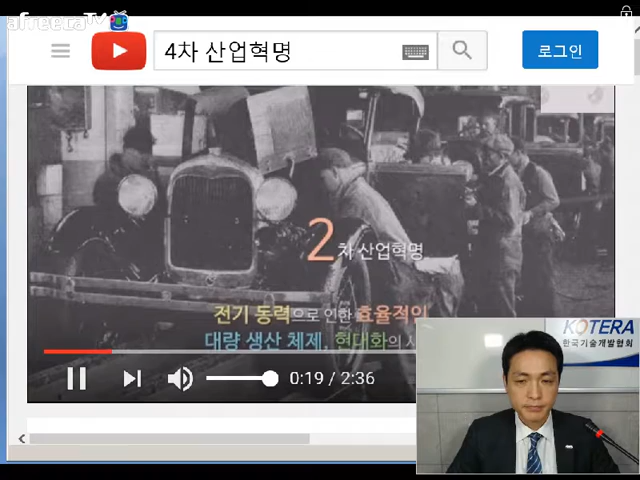 afreecaTV
4차 산업혁명
로그인
2차 산업혁명
전기 동력으로 인한 효율적인
대량 생산 체제, 현대화의
0:19 / 2:36
KOTERA
한국기술개발협회